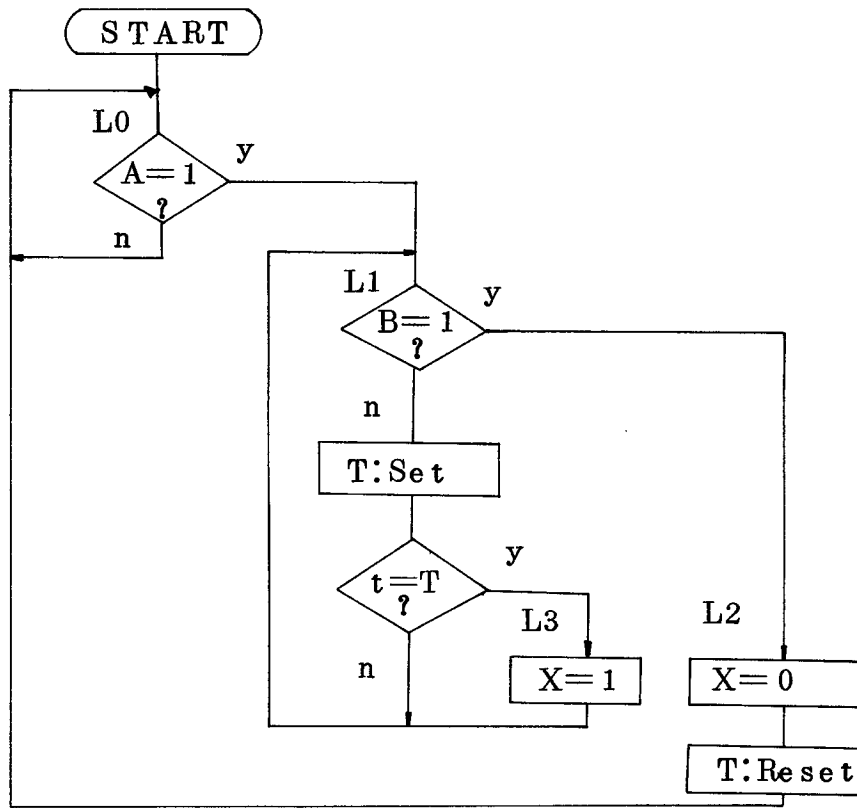 START
L0
y
A=1
?
n
L1
y
B=1
?
n
T:Set
y
t=T
?
L3
L2
n
X=1
X=0
T:Reset